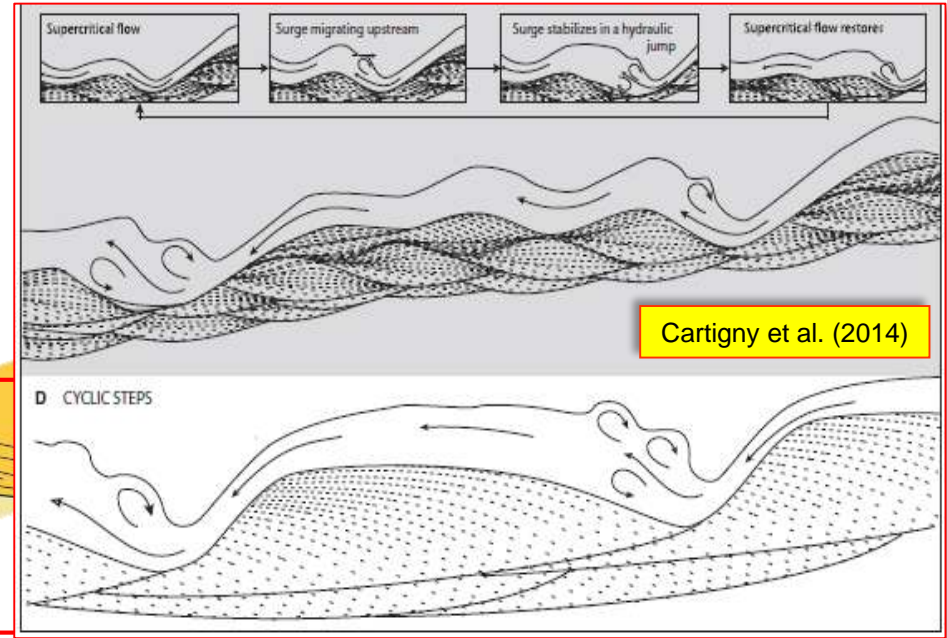 Supercritical flow
Surge migrating upstream
Surge stabilizes in a hydraulic
jump
Supercritical flow restores
Cartigny et al. (2014)
D CYCLIC STEPS